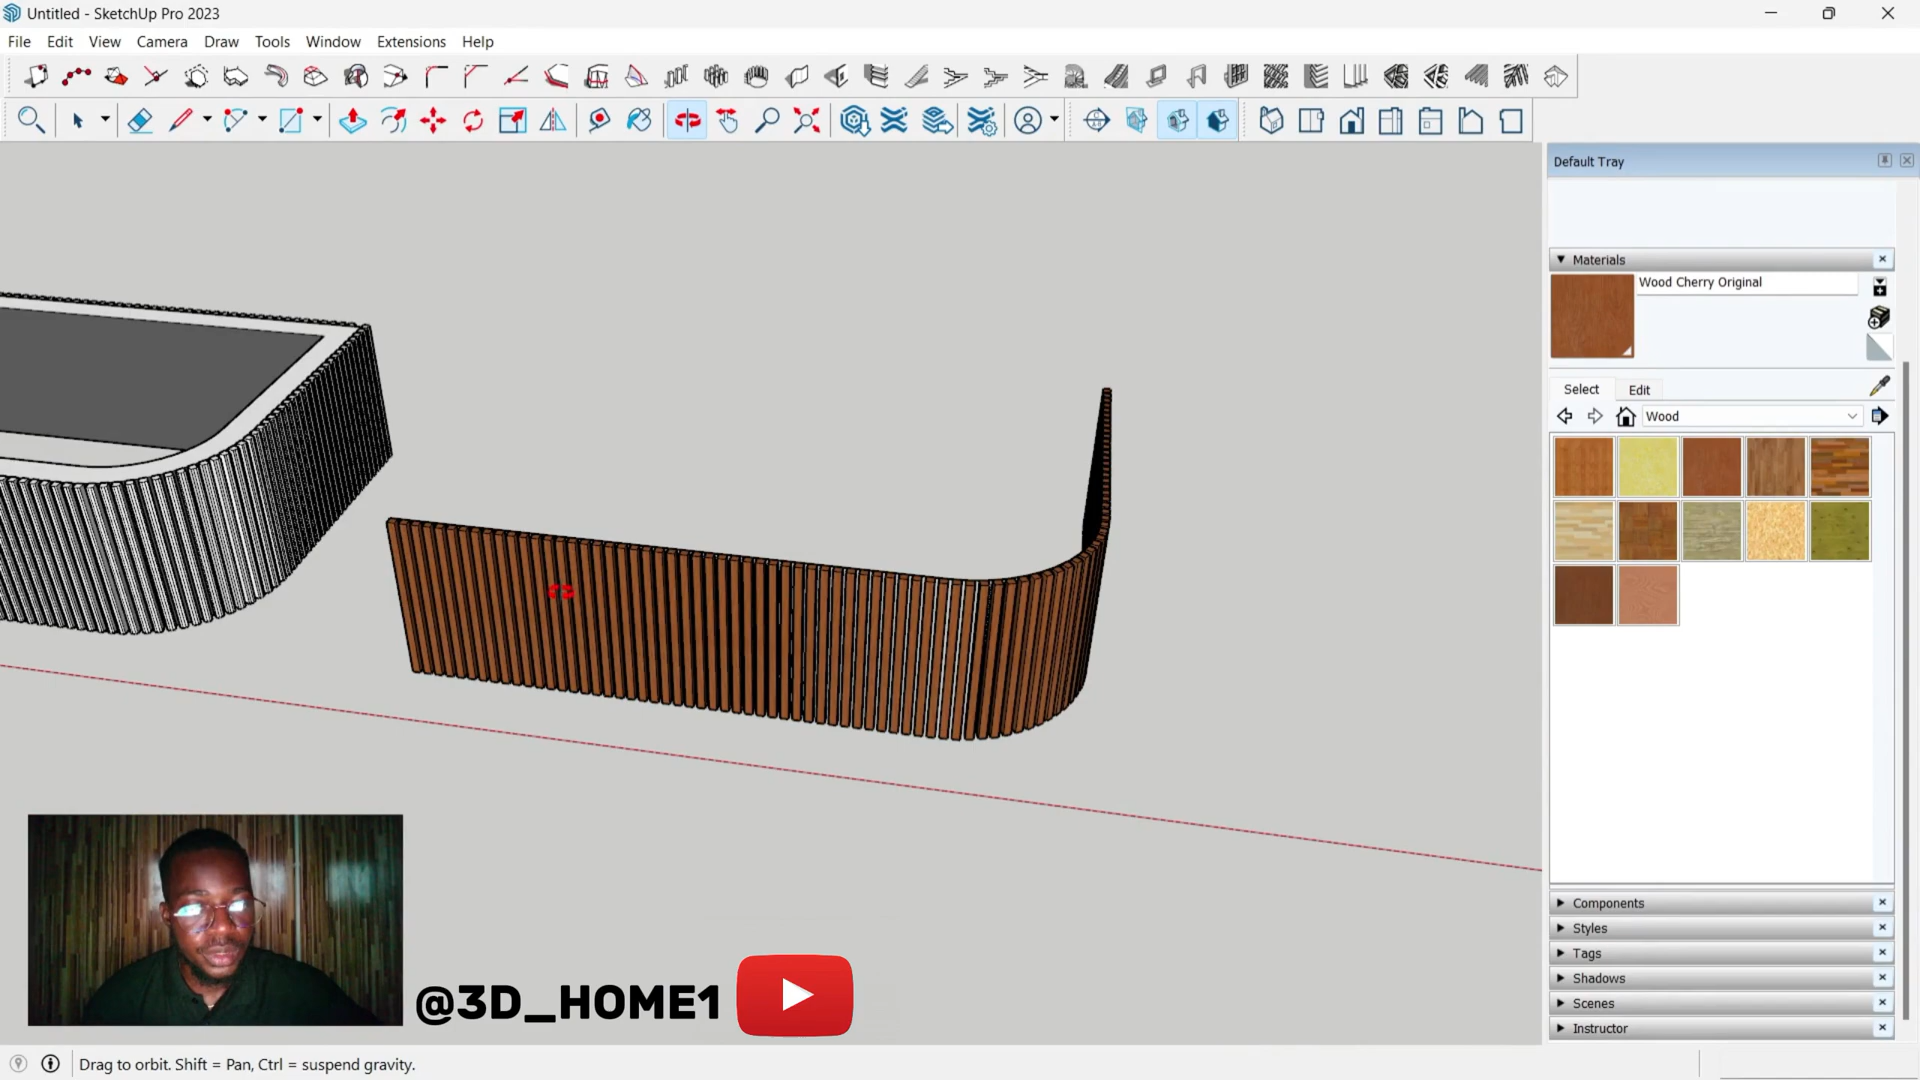 Untitled - SketchUp Pro 2023
File Edit View Camera Draw Tools Window Extensions Help
Default Tray
Materials
Wood Cherry Original
Select Edit
Wood
Components
Styles
Tags
Shadows
Scenes
Instructor
@3D_HOME1
Drag to orbit. Shift = Pan, Ctrl = suspend gravity.